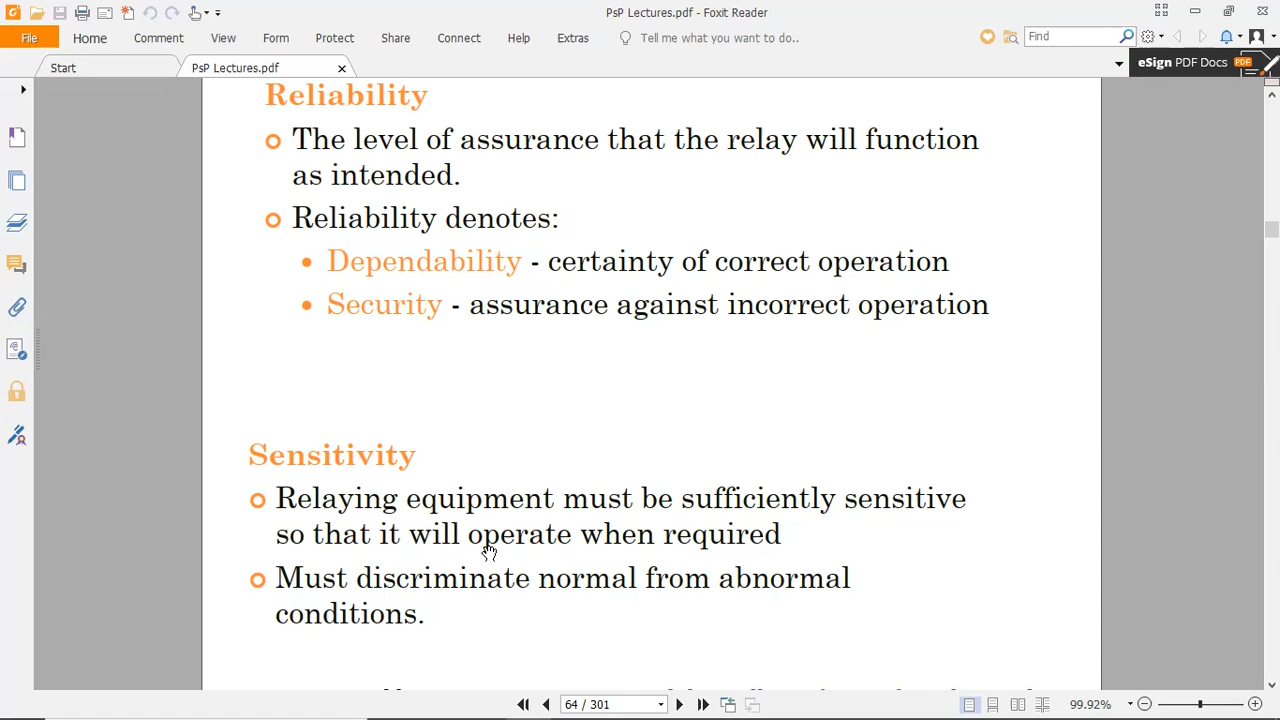 PsP Lectures.pdf - Foxit Reader
File Home Comment View Form Protect Share Connect Help Extras Tell me what you want to do.. Find
Start PsP Lectures.pdf eSign PDF Docs PDF
Reliability
The level of assurance that the relay will function
as intended.
Reliability denotes:
Dependability - certainty of correct operation
Security - assurance against incorrect operation
Sensitivity
Relaying equipment must be sufficiently sensitive
so that it will operate when required
Must discriminate normal from abnormal
conditions.
64 / 301 99.92%